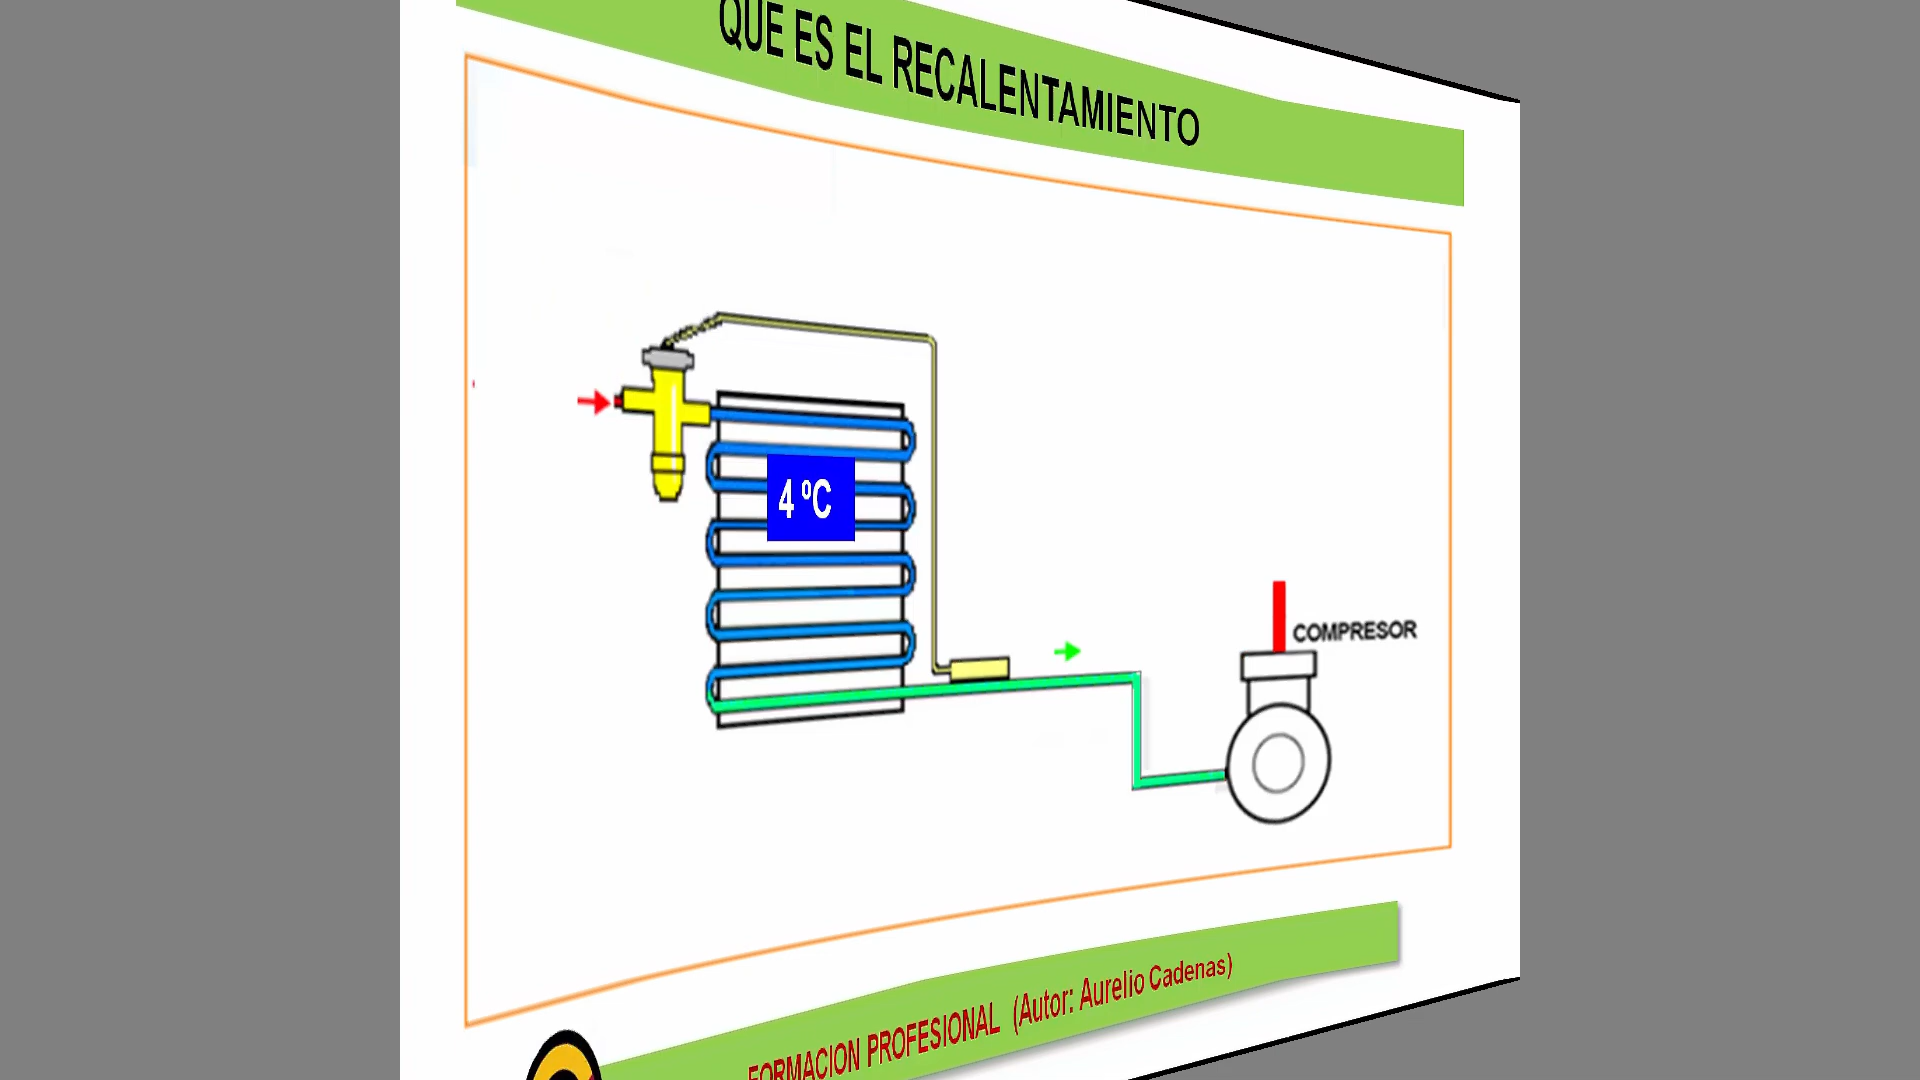 QUE ES EL RECALENTAMIENTO
4 ºC
COMPRESOR
FORMACION PROFESIONAL (Autor: Aurelio Cadenas)